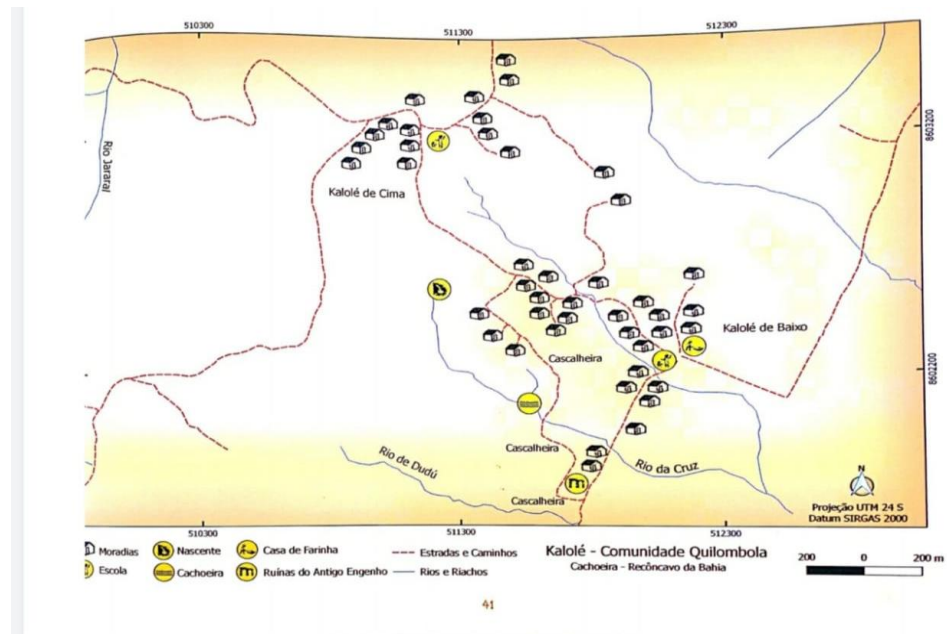 510300 511300 512300
8603200
Rio Jararal
Kalolé de Cima
Kalolé de Baixo
Cascalheira
8602200
Cascalheira
Rio de Dudú
Rio da Cruz
Cascalheira
N
Projeção UTM 24 S
Datum SIRGAS 2000
510300 511300 512300
Moradias Nascente Casa de Farinha Estradas e Caminhos
Escola Cachoeira Ruínas do Antigo Engenho Rios e Riachos
Kalolé - Comunidade Quilombola
Cachoeira - Recôncavo da Bahia
200 0 200 m
41